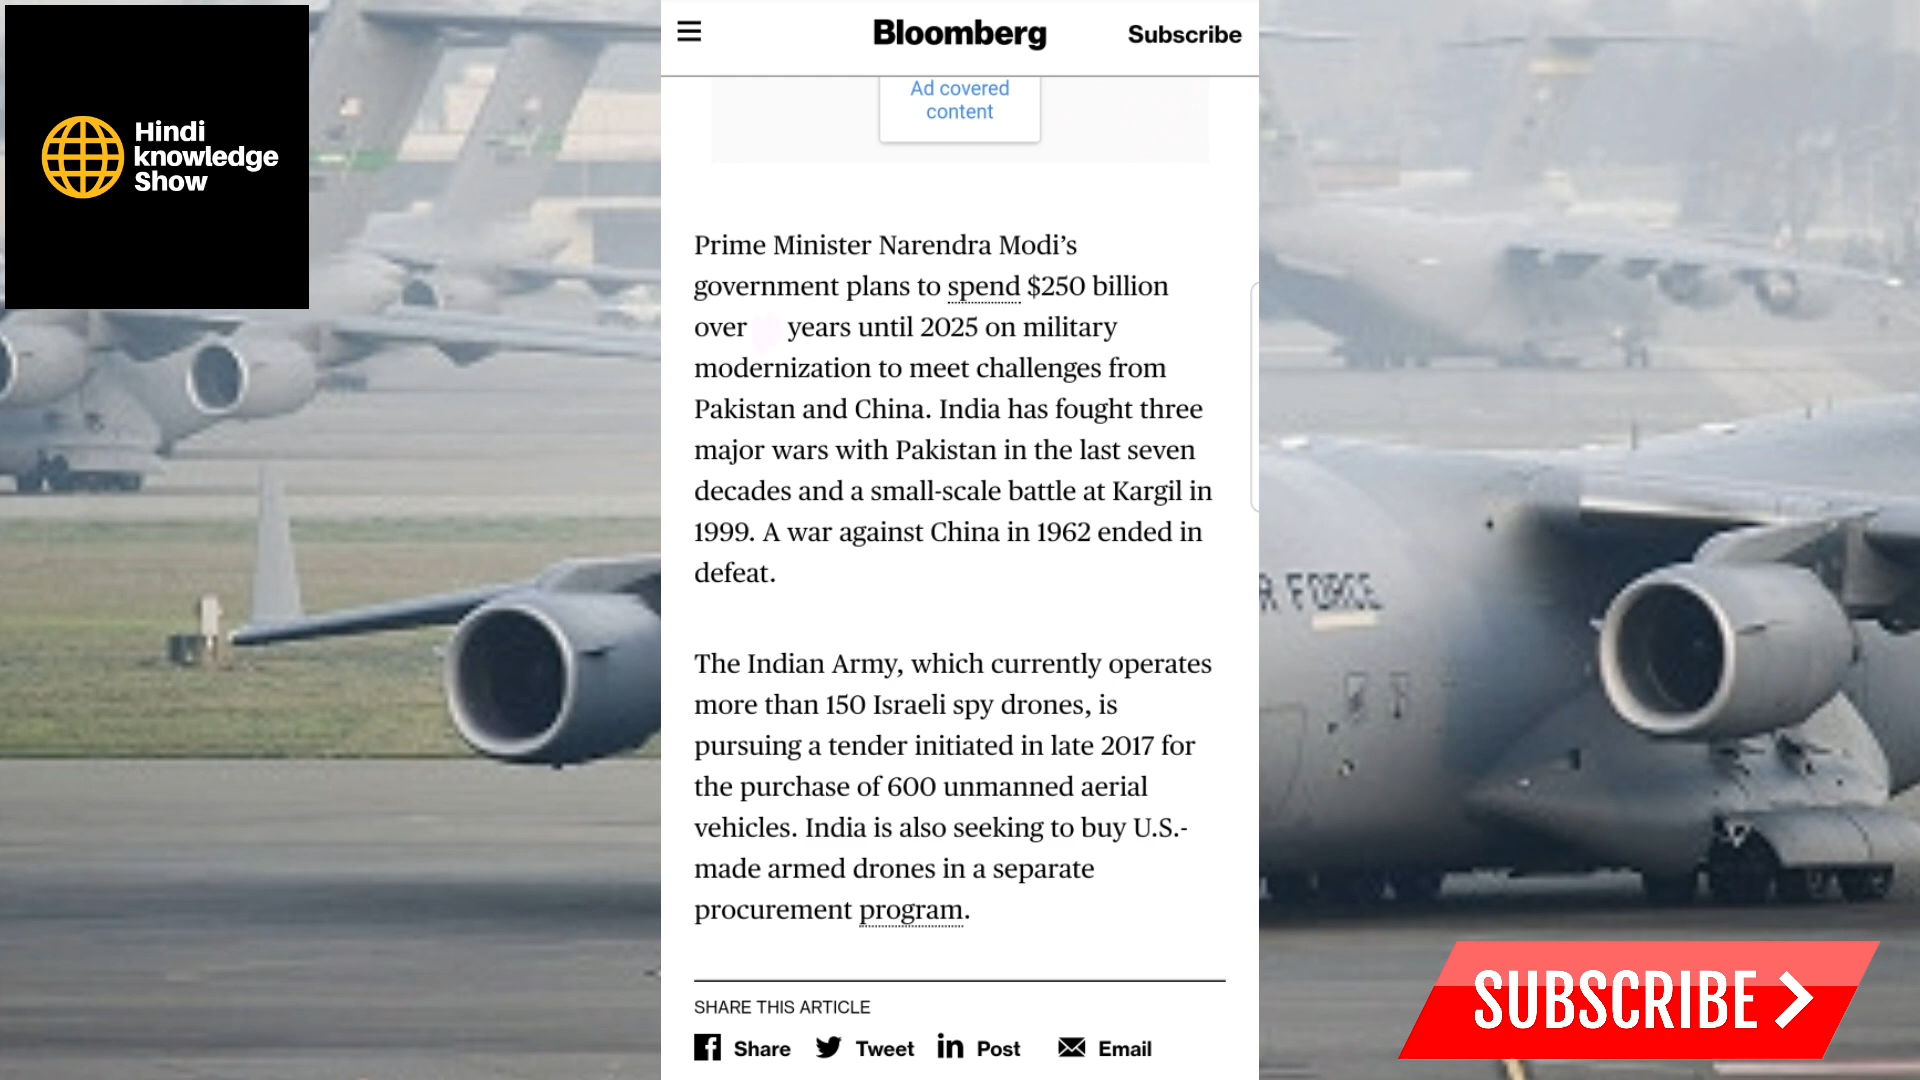 Hindi
knowledge
Show
Bloomberg
Subscribe
Ad covered
content
Prime Minister Narendra Modi’s
government plans to spend $250 billion
over years until 2025 on military
modernization to meet challenges from
Pakistan and China. India has fought three
major wars with Pakistan in the last seven
decades and a small-scale battle at Kargil in
1999. A war against China in 1962 ended in
defeat.
The Indian Army, which currently operates
more than 150 Israeli spy drones, is
pursuing a tender initiated in late 2017 for
the purchase of 600 unmanned aerial
vehicles. India is also seeking to buy U.S.-
made armed drones in a separate
procurement program.
SHARE THIS ARTICLE
Share Tweet in Post Email
R FORCE
SUBSCRIBE